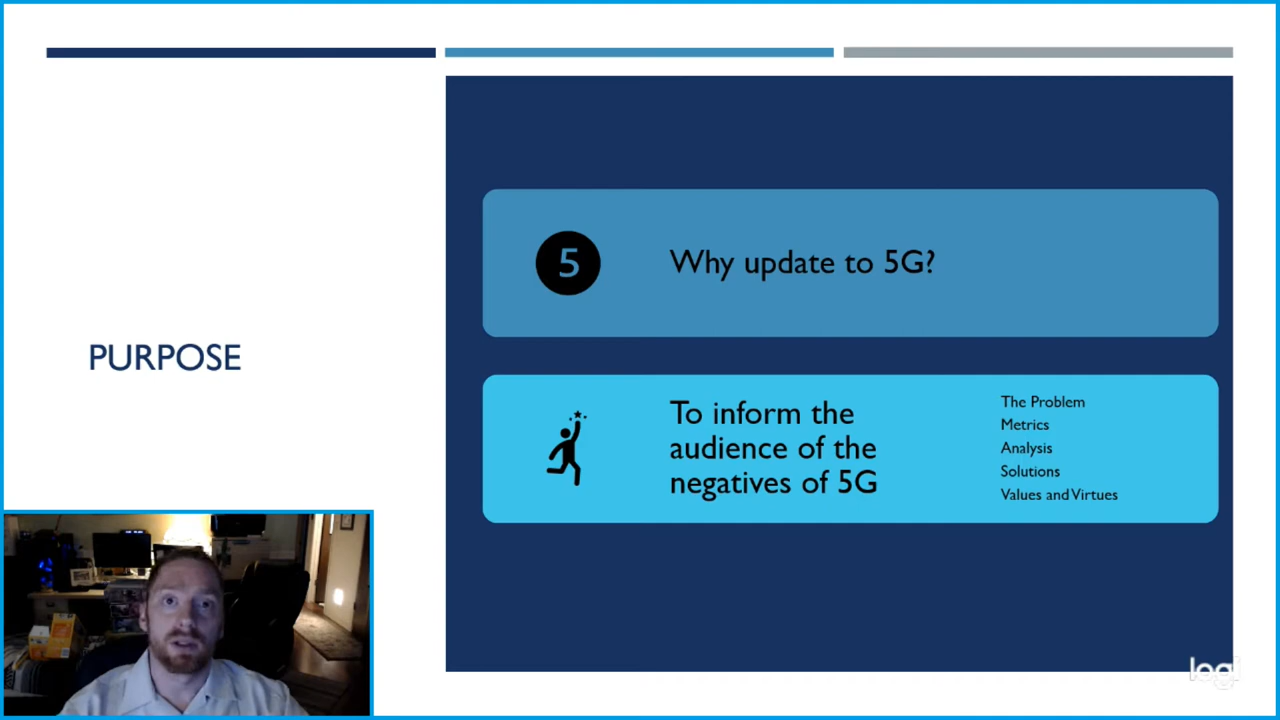 PURPOSE
5
Why update to 5G?
To inform the
audience of the
negatives of 5G
The Problem
Metrics
Analysis
Solutions
Values and Virtues
logi